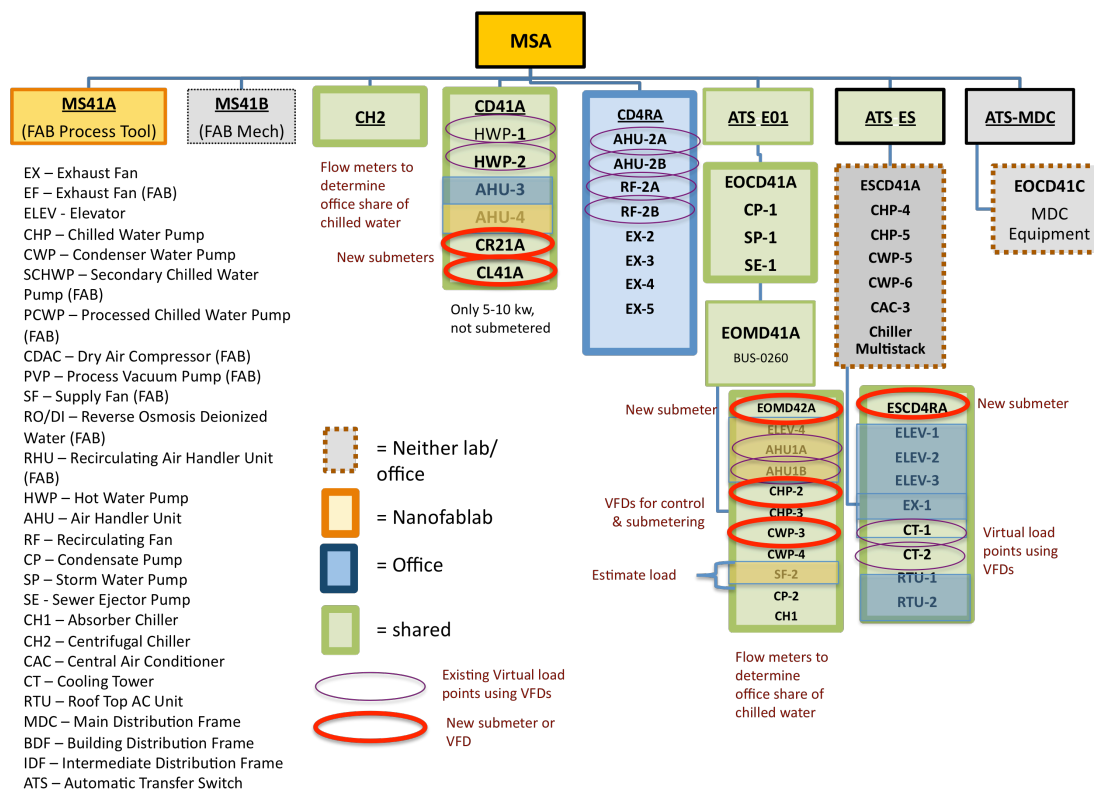 MSA
MS41A
(FAB Process Tool)
MS41B
(FAB Mech)
CH2
CD41A
HWP-1
HWP-2
AHU-3
AHU-4
CR21A
CL41A
CD4RA
AHU-2A
AHU-2B
RF-2A
RF-2B
EX-2
EX-3
EX-4
EX-5
ATS E01
EOCD41A
CP-1
SP-1
SE-1
EOMD41A
BUS-0260
ATS ES
ESCD41A
CHP-4
CHP-5
CWP-5
CWP-6
CAC-3
Chiller
Multistack
ATS-MDC
EOCD41C
MDC
Equipment
Flow meters to
determine
office share of
chilled water
New submeters
Only 5-10 kw,
not submetered
EX – Exhaust Fan
EF – Exhaust Fan (FAB)
ELEV - Elevator
CHP – Chilled Water Pump
CWP – Condenser Water Pump
SCHWP – Secondary Chilled Water
Pump (FAB)
PCWP – Processed Chilled Water Pump
(FAB)
CDAC – Dry Air Compressor (FAB)
PVP – Process Vacuum Pump (FAB)
SF – Supply Fan (FAB)
RO/DI – Reverse Osmosis Deionized
Water (FAB)
RHU – Recirculating Air Handler Unit
(FAB)
HWP – Hot Water Pump
AHU – Air Handler Unit
RF – Recirculating Fan
CP – Condensate Pump
SP – Storm Water Pump
SE - Sewer Ejector Pump
CH1 – Absorber Chiller
CH2 – Centrifugal Chiller
CAC – Central Air Conditioner
CT – Cooling Tower
RTU – Roof Top AC Unit
MDC – Main Distribution Frame
BDF – Building Distribution Frame
IDF – Intermediate Distribution Frame
ATS – Automatic Transfer Switch
= Neither lab/
office
= Nanofablab
= Office
= shared
Existing Virtual load
points using VFDs
New submeter or
VFD
New submeter
EOMD42A
ELEV-4
AHU1A
AHU1B
CHP-2
CHP-3
CWP-3
CWP-4
SF-2
CP-2
CH1
VFDs for control
& submetering
Estimate load
Flow meters to
determine
office share of
chilled water
ESCD4RA
ELEV-1
ELEV-2
ELEV-3
EX-1
CT-1
CT-2
RTU-1
RTU-2
New submeter
Virtual load
points using
VFDs